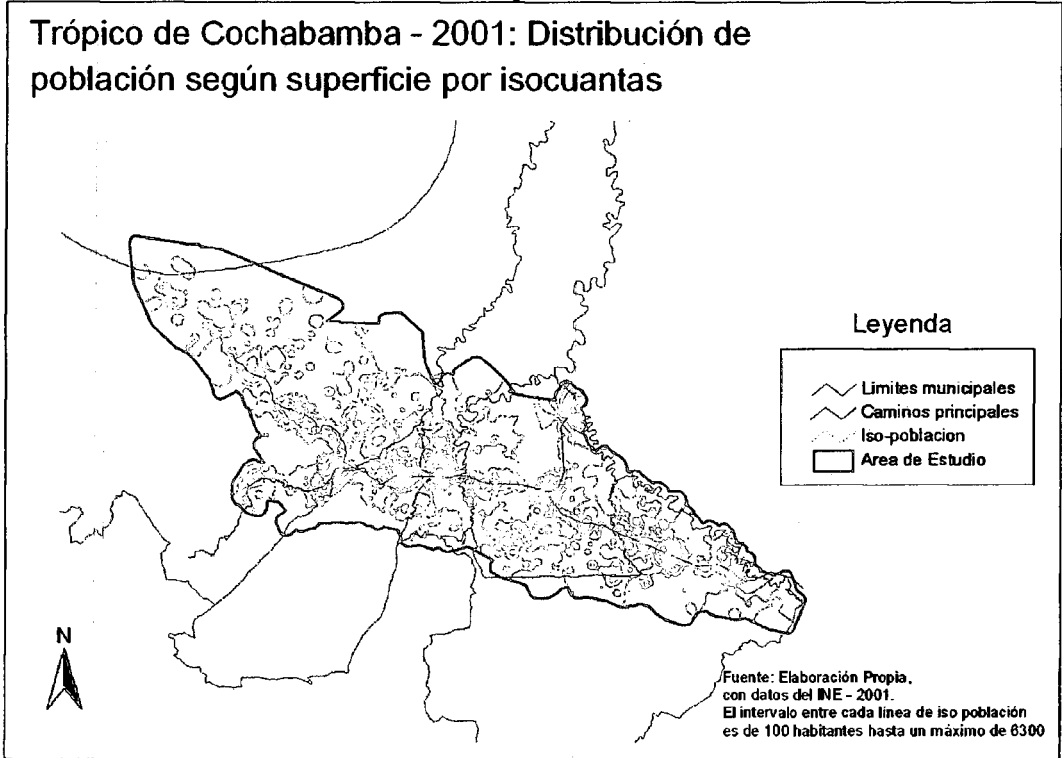 Trópico de Cochabamba - 2001: Distribución de
población según superficie por isocuantas
Leyenda
Limites municipales
Caminos principales
Iso-poblacion
Area de Estudio
N
Fuente: Elaboración Propia,
con datos del INE - 2001.
El intervalo entre cada línea de iso población
es de 100 habitantes hasta un máximo de 6300